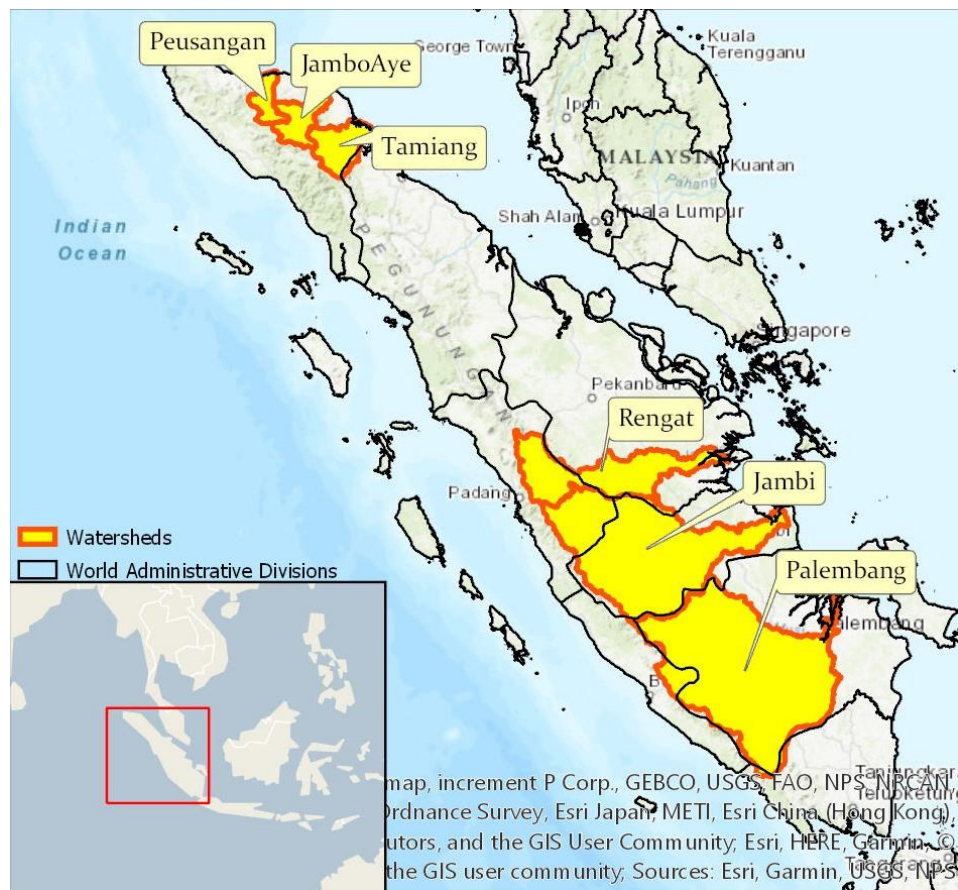 Peusangan
JamboAye
Tamiang
George Town
Kuala
Terengganu
Ipoh
MALAYSIA
Kuantan
Pahang
Shah Alam
Kuala Lumpur
Indian
Ocean
PEGUNUNGAN
Singapore
Pekanbaru
Rengat
Padang
Jambi
Palembang
Palembang
Watersheds
World Administrative Divisions
map, increment P Corp., GEBCO, USGS, FAO, NPS, NRCAN,
Ordnance Survey, Esri Japan, METI, Esri China (Hong Kong),
utors, and the GIS User Community; Esri, HERE, Garmin, ©
the GIS user community; Sources: Esri, Garmin, USGS, NPS